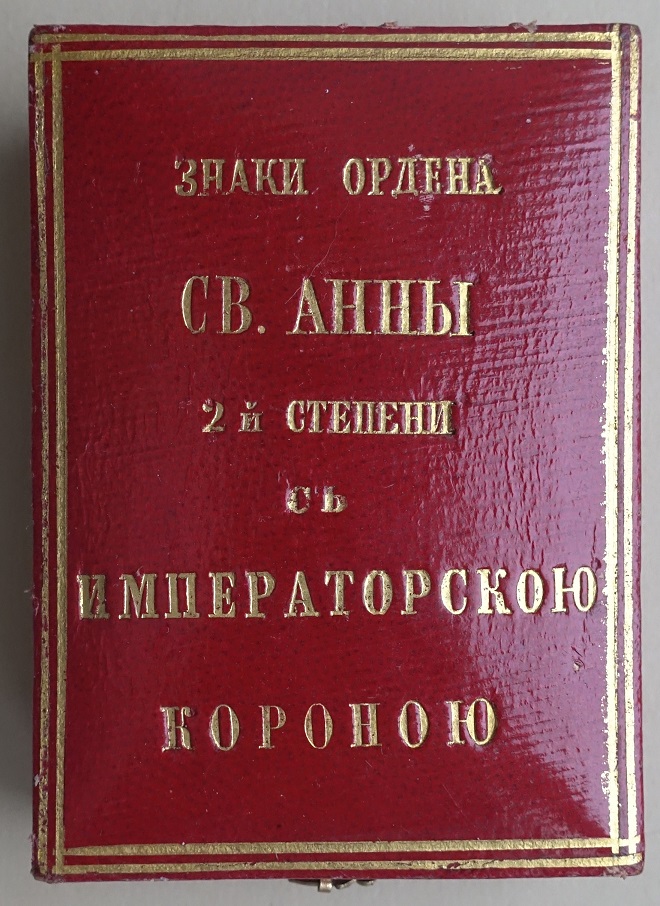 ЗНАКИ ОРДЕНА
СВ. АННЫ
2й СТЕПЕНИ
СЪ
ИМПЕРАТОРСКОЮ
КОРОНОЮ